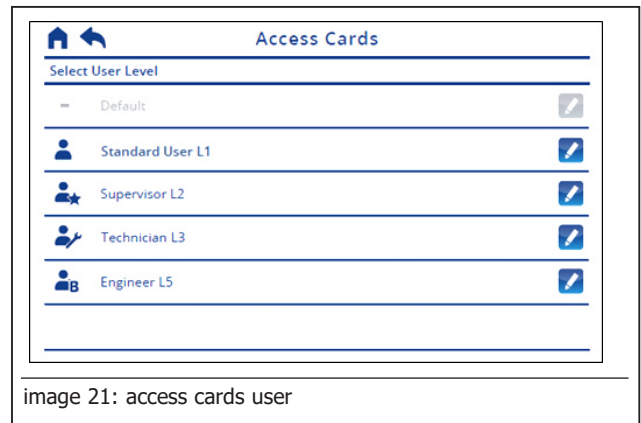 Access Cards
Select User Level
Default
Standard User L1
Supervisor L2
Technician L3
B Engineer L5
image 21: access cards user